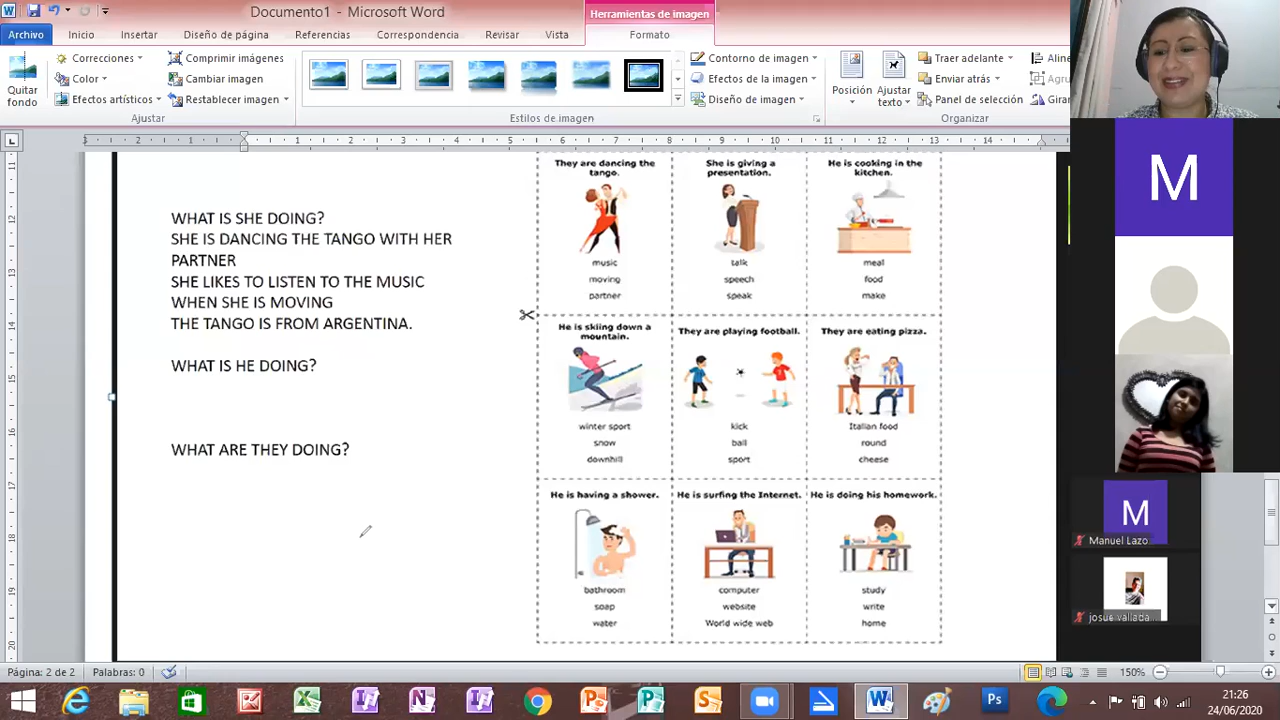 Documento1 - Microsoft Word
Herramientas de imagen
Archivo
Inicio
Insertar
Diseño de página
Referencias
Correspondencia
Revisar
Vista
Formato
Quitar fondo
Correcciones
Color
Efectos artísticos
Comprimir imágenes
Cambiar imagen
Restablecer imagen
Ajustar
Estilos de imagen
Contorno de imagen
Efectos de la imagen
Diseño de imagen
Posición
Ajustar texto
Traer adelante
Enviar atrás
Panel de selección
Aline
Agru
Girar
Organizar
WHAT IS SHE DOING?
SHE IS DANCING THE TANGO WITH HER
PARTNER
SHE LIKES TO LISTEN TO THE MUSIC
WHEN SHE IS MOVING
THE TANGO IS FROM ARGENTINA.
WHAT IS HE DOING?
WHAT ARE THEY DOING?
They are dancing the
tango.
music
moving
partner
She is giving a
presentation.
talk
speech
speak
He is cooking in the
kitchen.
meal
food
make
He is skiing down a
mountain.
winter sport
snow
downhill
They are playing football.
kick
ball
sport
They are eating pizza.
Italian food
round
cheese
He is having a shower.
bathroom
soap
water
He is surfing the Internet.
computer
website
World wide web
He is doing his homework.
study
write
home
M
M
Manuel Lazo
josue vallada...
Página: 2 de 2
Palabras: 0
150%
21:26
24/06/2020